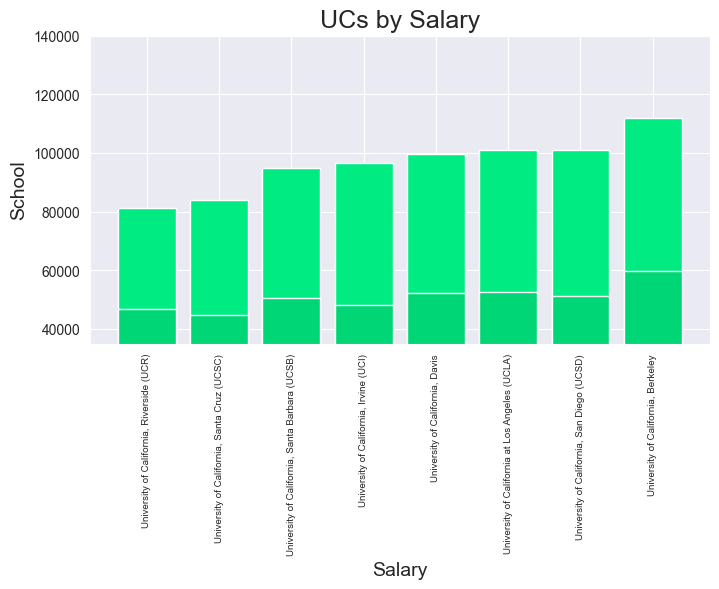 UCs by Salary
140000
120000
100000
80000
60000
40000
School
University of California, Riverside (UCR)
University of California, Santa Cruz (UCSC)
University of California, Santa Barbara (UCSB)
University of California, Irvine (UCI)
University of California, Davis
University of California at Los Angeles (UCLA)
University of California, San Diego (UCSD)
University of California, Berkeley
Salary